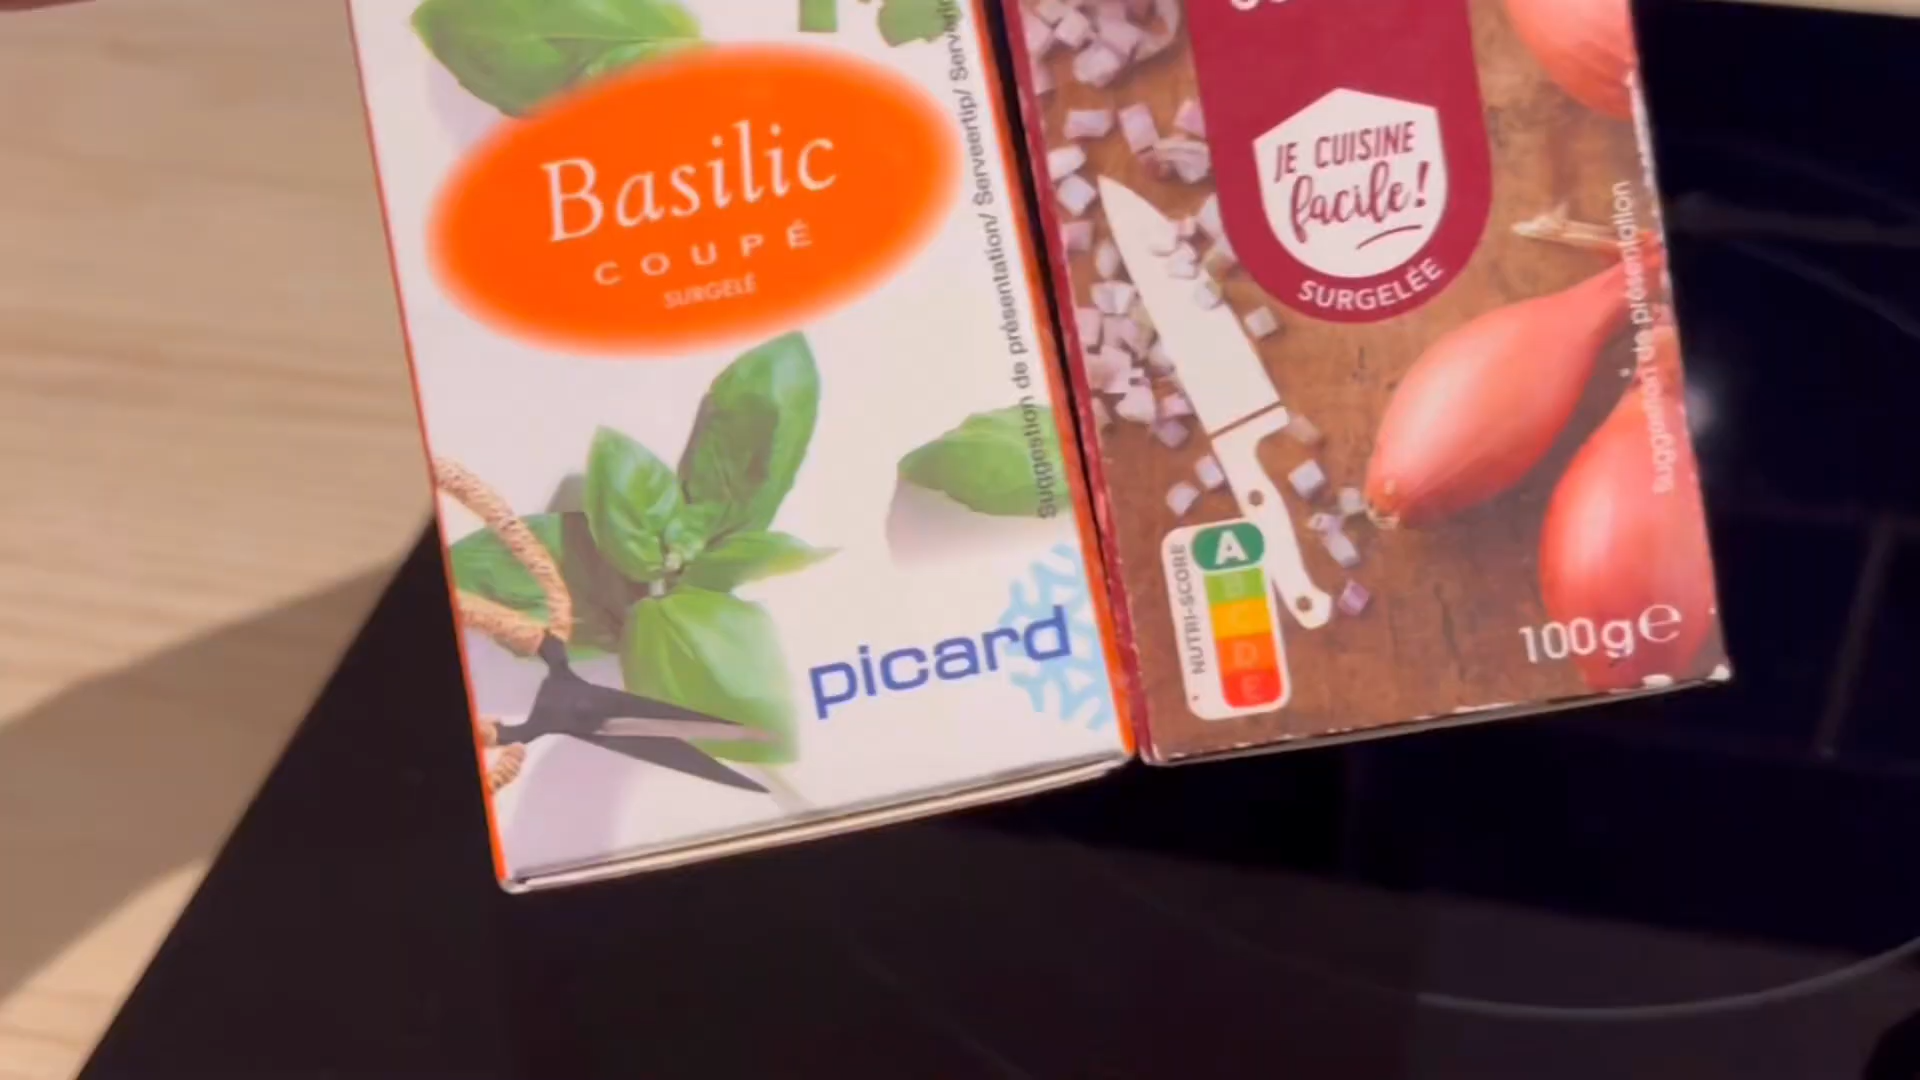 Basilic
COUPÉ
SURGELÉ
Suggestion de présentation/ Serveertip/
picard
JE CUISINE
facile!
SURGELÉE
Suggestion de présentation
NUTRI-SCORE
A
B
C
D
E
100g℮